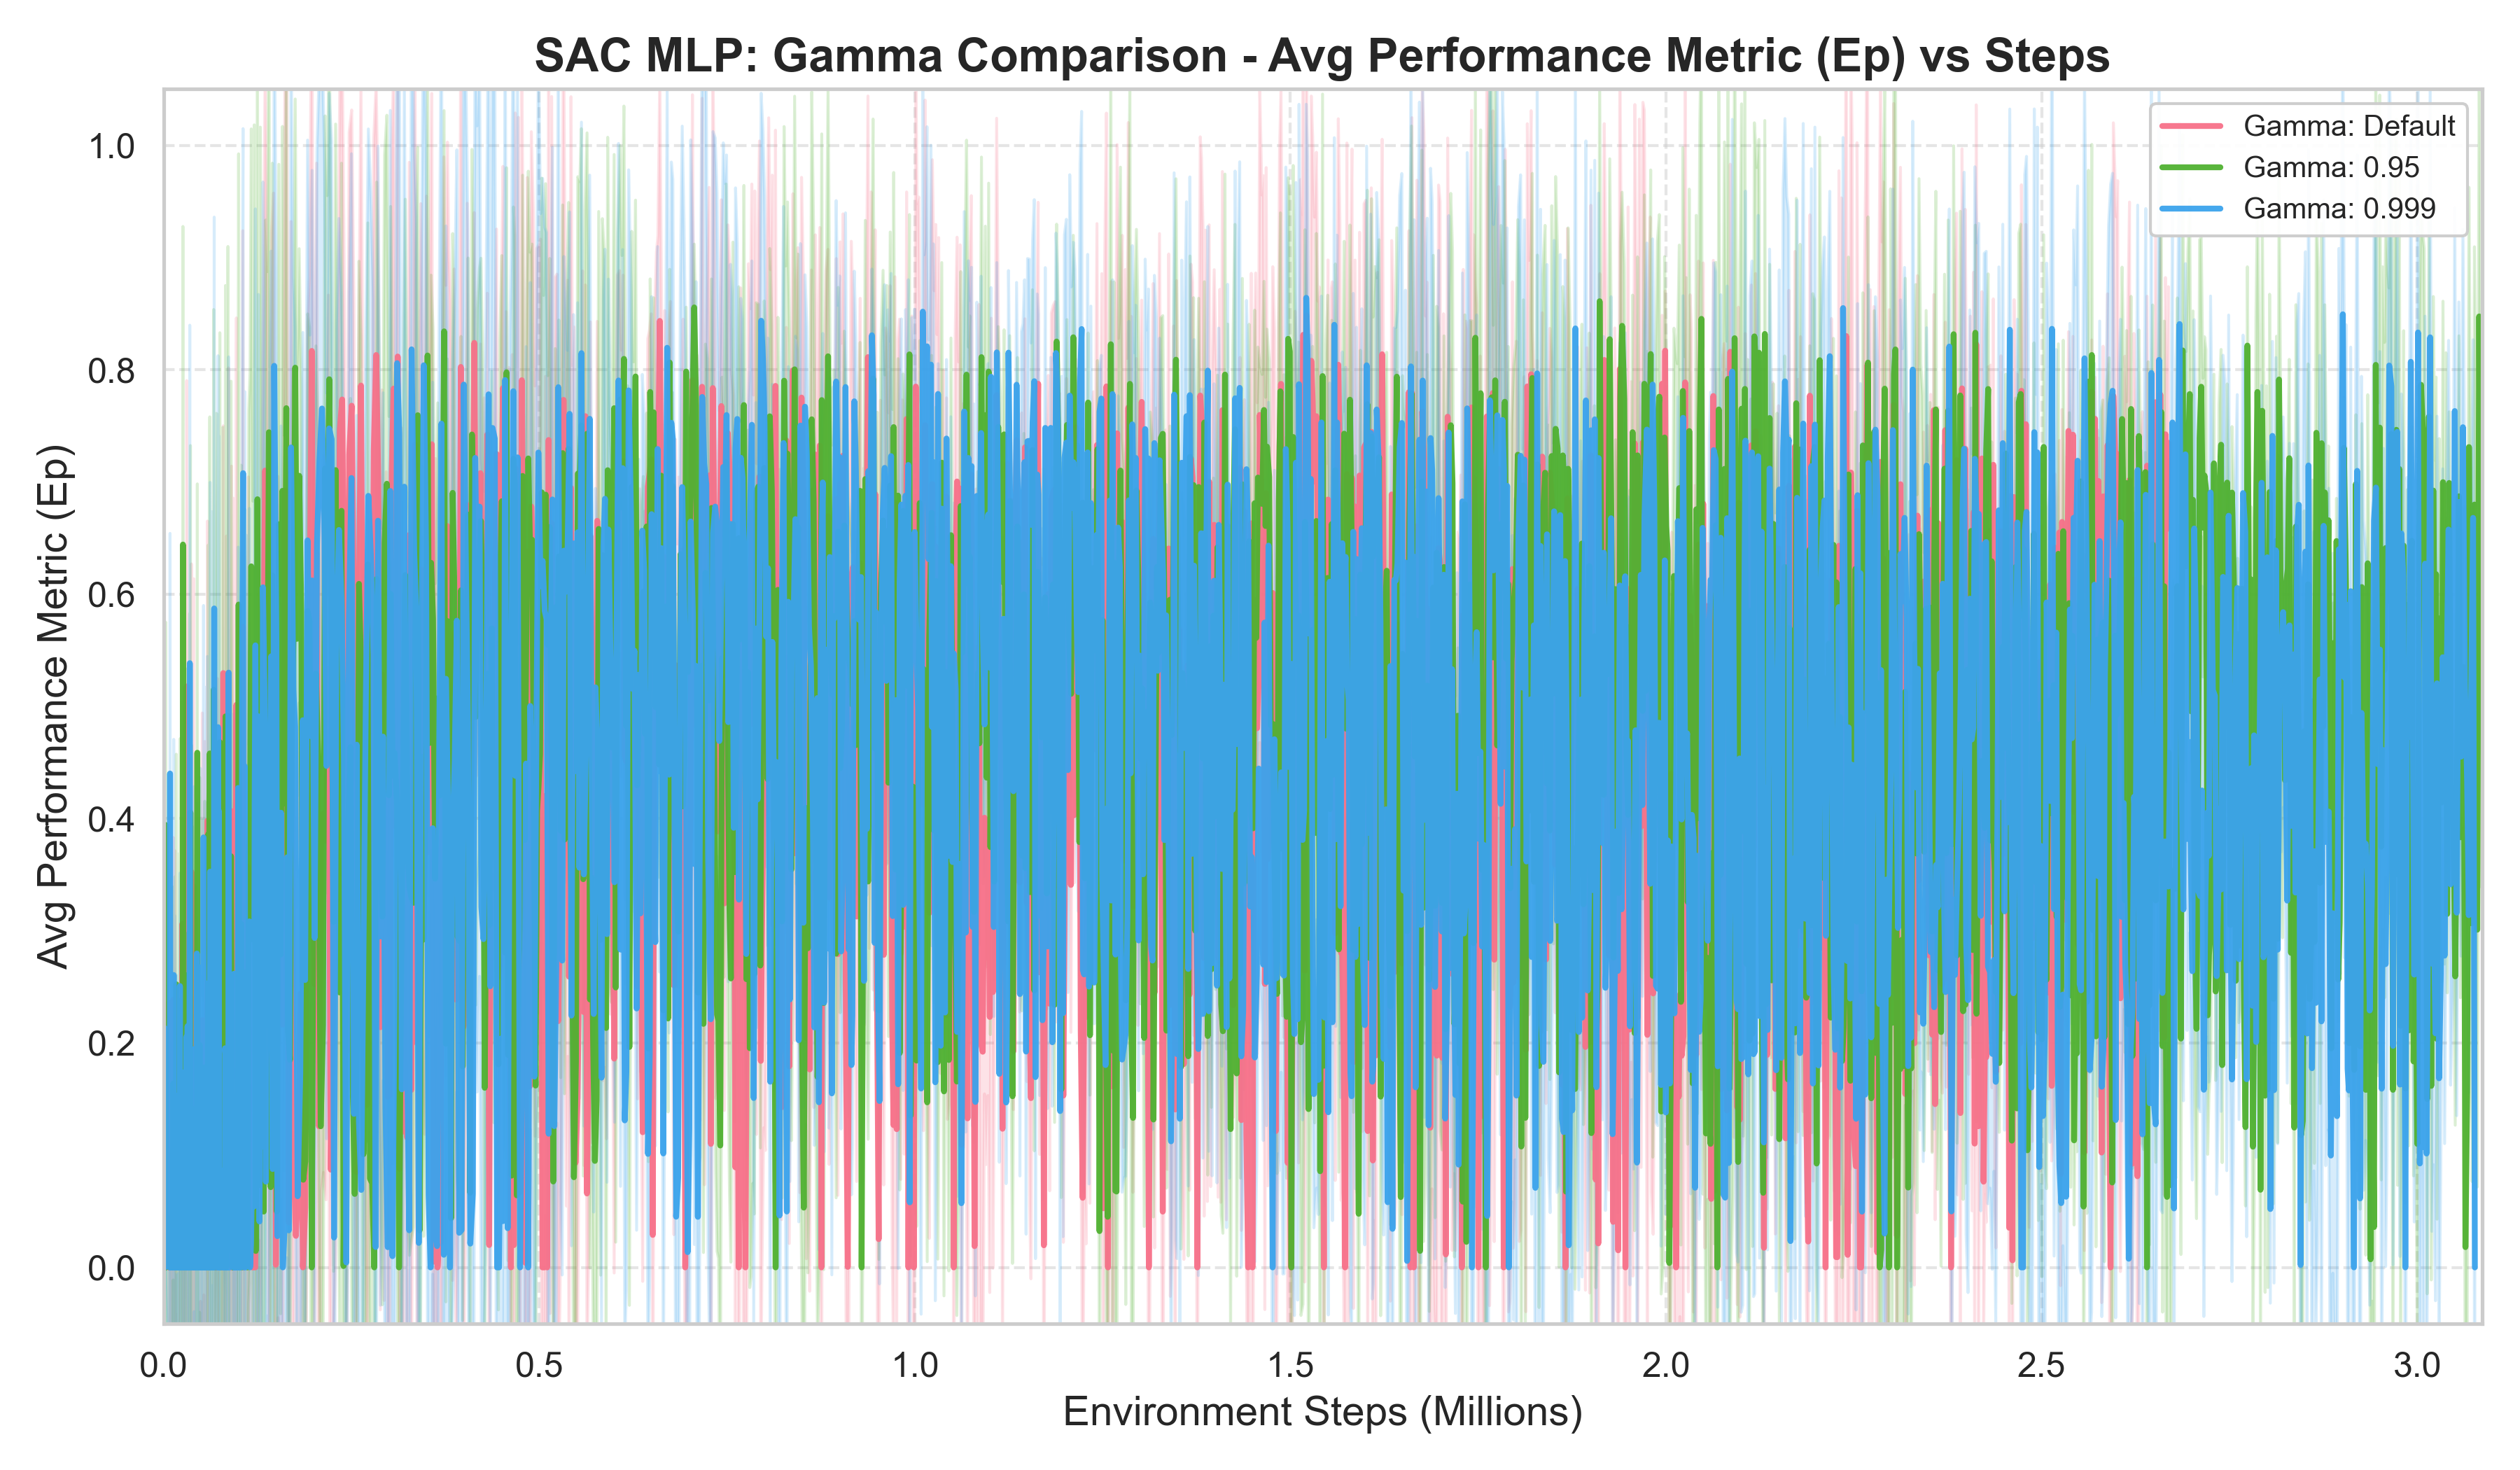 SAC MLP: Gamma Comparison - Avg Performance Metric (Ep) vs Steps
Gamma: Default
Gamma: 0.95
Gamma: 0.999
Avg Performance Metric (Ep)
1.0
0.8
0.6
0.4
0.2
0.0
0.0 0.5 1.0 1.5 2.0 2.5 3.0
Environment Steps (Millions)